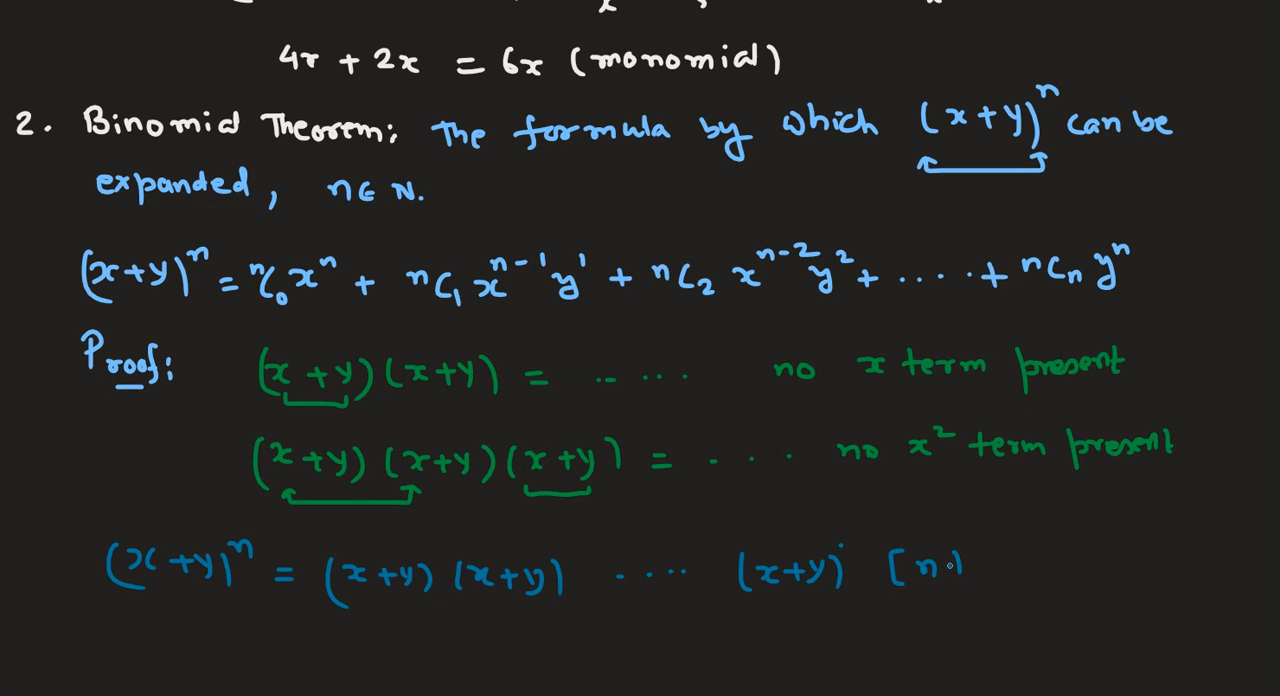 4x + 2x = 6x (monomial)
2. Binomial Theorem: The formula by which (x+y)^n can be
expanded, n ∈ N.
(x+y)^n = ⁿC₀ x^n + ⁿC₁ x^{n-1} y^1 + ⁿC₂ x^{n-2} y^2 + ..... + ⁿCₙ y^n
Proof: (x+y)(x+y) = ..... no x term present
(x+y)(x+y)(x+y) = ... no x^2 term present
(x+y)^n = (x+y)(x+y) ..... (x+y) [n